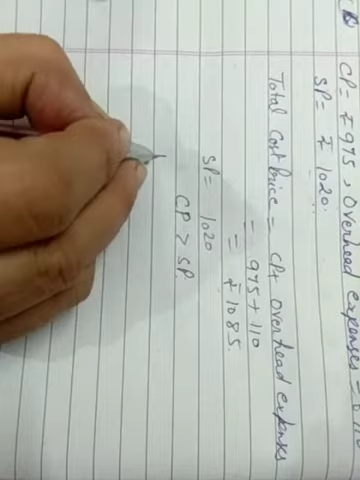 CP = ₹ 975, Overhead expenses = ₹ 110
SP = ₹ 1020.
Total Cost Price = CP + Overhead expenses
= 975 + 110
= ₹ 1085.
SP = 1020
CP > SP.